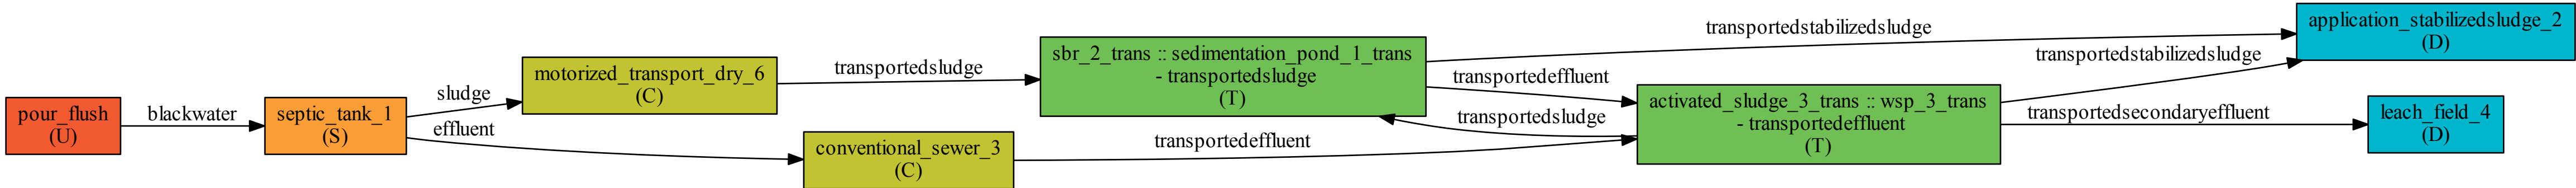 pour_flush
(U)
blackwater
septic_tank_1
(S)
sludge
effluent
motorized_transport_dry_6
(C)
conventional_sewer_3
(C)
transportedsludge
transportedeffluent
sbr_2_trans :: sedimentation_pond_1_trans
- transportedsludge
(T)
transportedstabilizedsludge
transportedeffluent
transportedsludge
activated_sludge_3_trans :: wsp_3_trans
- transportedeffluent
(T)
transportedstabilizedsludge
transportedsecondaryeffluent
application_stabilizedsludge_2
(D)
leach_field_4
(D)